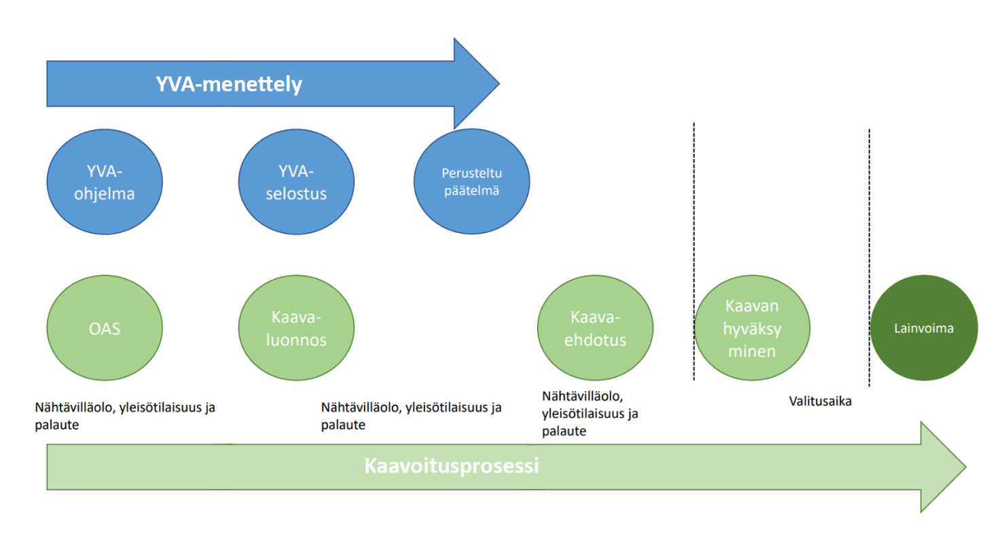 YVA-menettely
YVA-
ohjelma
YVA-
selostus
Perusteltu
päätelmä
OAS
Kaava-
luonnos
Kaava-
ehdotus
Kaavan
hyväksy
minen
Lainvoima
Nähtävilläolo, yleisötilaisuus ja
palaute
Nähtävilläolo, yleisötilaisuus ja
palaute
Nähtävilläolo,
yleisötilaisuus ja
palaute
Valitusaika
Kaavoitusprosessi